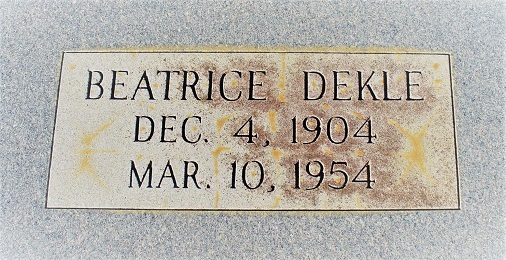 BEATRICE DEKLE
DEC. 4, 1904
MAR. 10, 1954